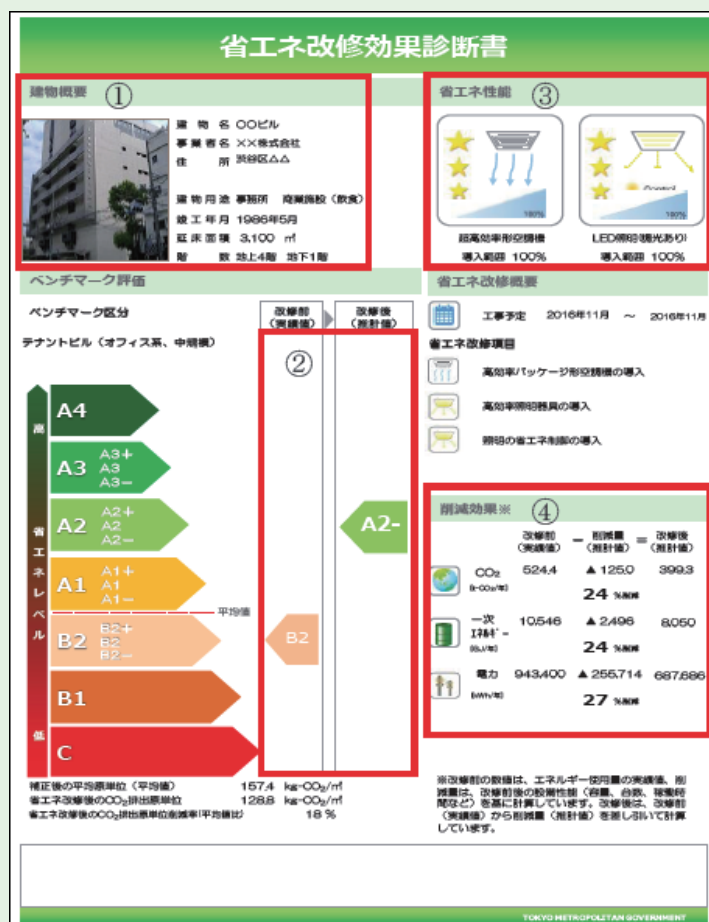 省エネ改修効果診断書
建物概要 ①
建物名 〇〇ビル
事業者名 ××株式会社
住所 渋谷区△△
建物用途 事務所 商業施設（飲食）
竣工年月 1986年5月
延床面積 3,100 ㎡
階数 地上4階 地下1階
省エネ性能 ③
100%
超高効率形空調機
導入範囲 100%
100%
LED照明(調光あり)
導入範囲 100%
ベンチマーク評価
ベンチマーク区分
テナントビル（オフィス系、中規模）
改修前
（実績値）
改修後
（推計値）
②
高
省エネレベル
低
A4
A3
A3+
A3
A3−
A2
A2+
A2
A2−
A1
A1+
A1
A1−
平均値
B2
B2+
B2
B2−
B1
C
B2
A2-
補正後の平均原単位（平均値） 157.4 kg-CO₂/㎡
省エネ改修後のCO₂排出原単位 128.8 kg-CO₂/㎡
省エネ改修後のCO₂排出原単位削減率(平均値比) 18 %
省エネ改修概要
工事予定 2016年11月 ～ 2016年11月
省エネ改修項目
高効率パッケージ形空調機の導入
高効率照明器具の導入
照明の省エネ制御の導入
削減効果※ ④
改修前（実績値） − 削減量（推計値） = 改修後（推計値）
CO₂ 524.4 ▲ 125.0 399.3
(t-CO₂/年) 24 %削減
一次エネルギー 10,546 ▲ 2,496 8,050
(GJ/年) 24 %削減
電力 943,400 ▲ 255,714 687,686
(kWh/年) 27 %削減
※改修前の数値は、エネルギー使用量の実績値、削
減量は、改修前後の設備性能（容量、台数、稼働時
間など）を基に計算しています。改修後は、改修前
（実績値）から削減量（推計値）を差し引いて計算
しています。
TOKYO METROPOLITAN GOVERNMENT